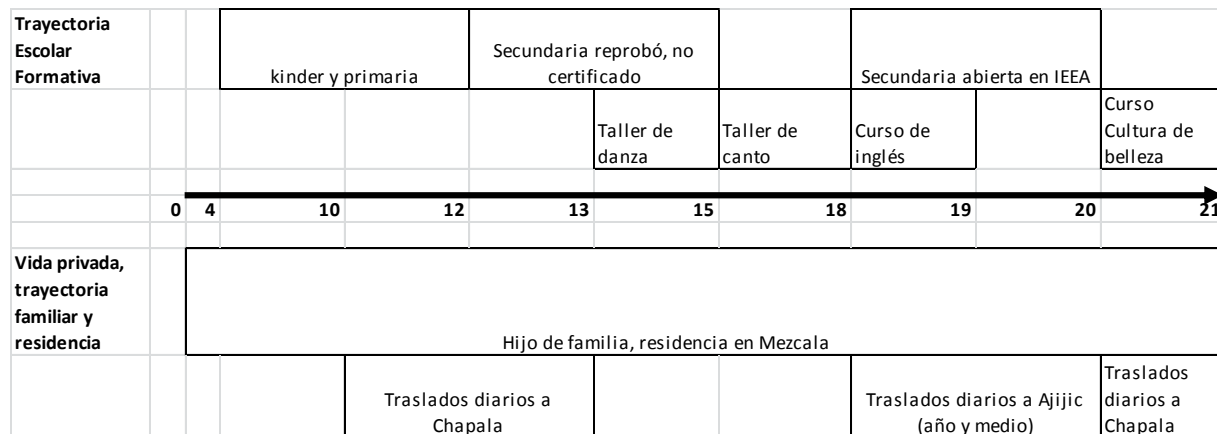 Trayectoria
Escolar
Formativa
kinder y primaria
Secundaria reprobó, no
certificado
Secundaria abierta en IEEA
Taller de
danza
Taller de
canto
Curso de
inglés
Curso
Cultura de
belleza
0 4 10 12 13 15 18 19 20 21
Vida privada,
trayectoria
familiar y
residencia
Hijo de familia, residencia en Mezcala
Traslados diarios a
Chapala
Traslados diarios a Ajijic
(año y medio)
Traslados
diarios a
Chapala